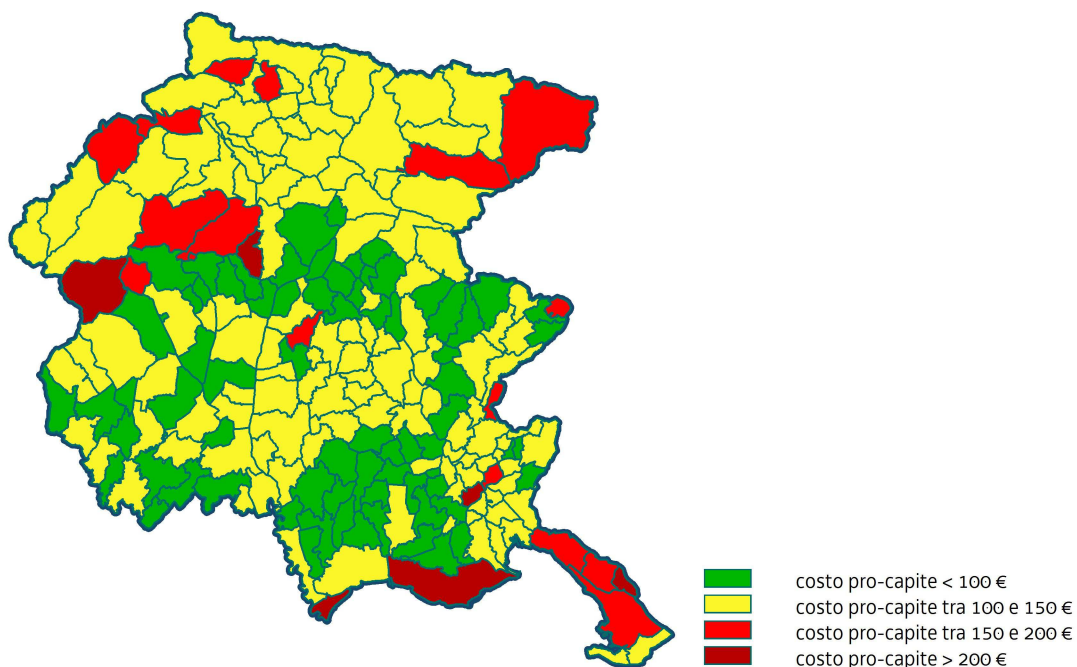 costo pro-capite < 100 €
costo pro-capite tra 100 e 150 €
costo pro-capite tra 150 e 200 €
costo pro-capite > 200 €